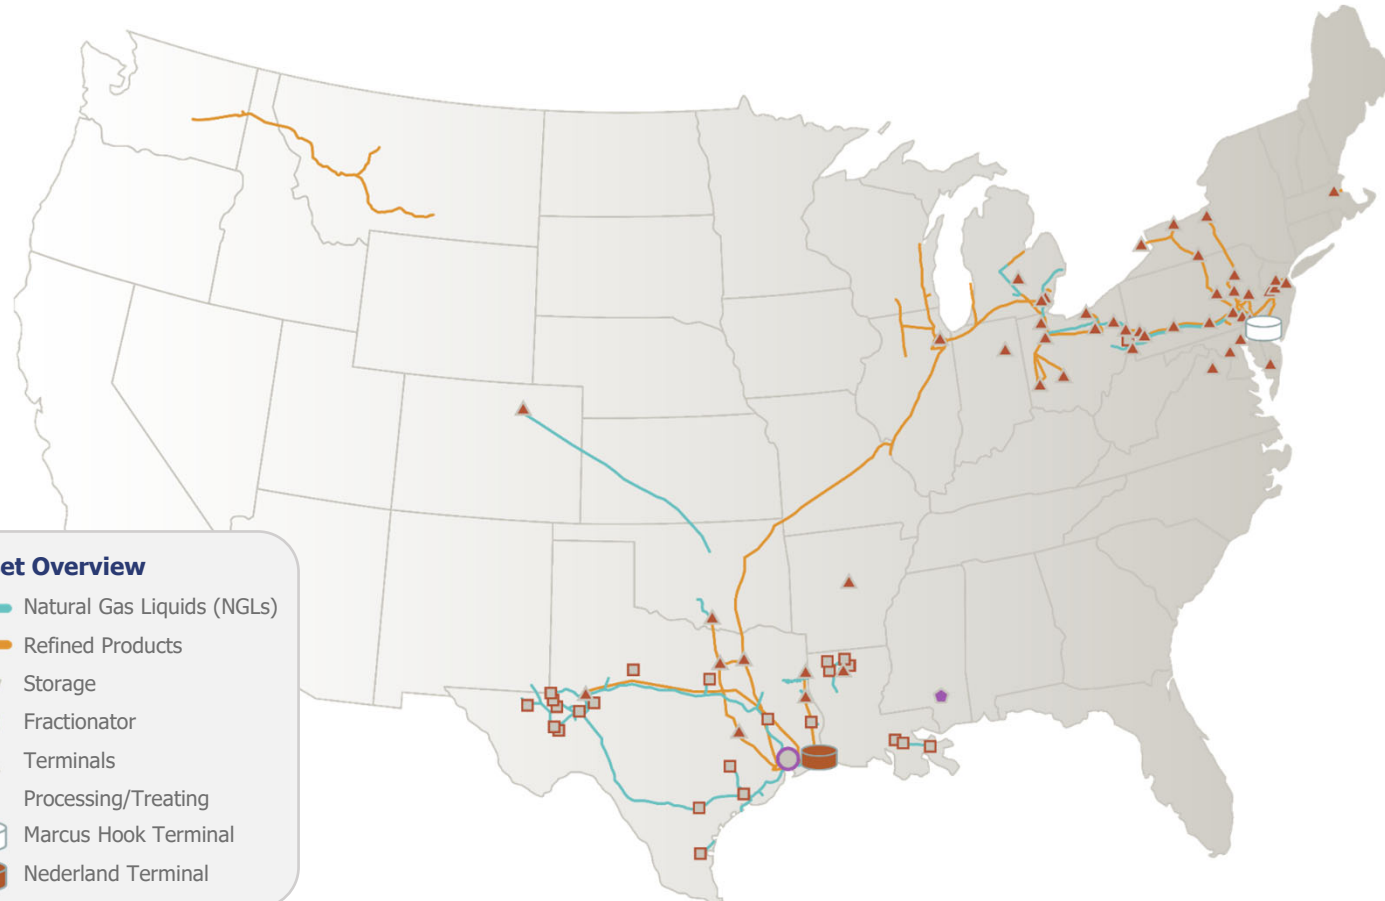 et Overview
Natural Gas Liquids (NGLs)
Refined Products
Storage
Fractionator
Terminals
Processing/Treating
Marcus Hook Terminal
Nederland Terminal